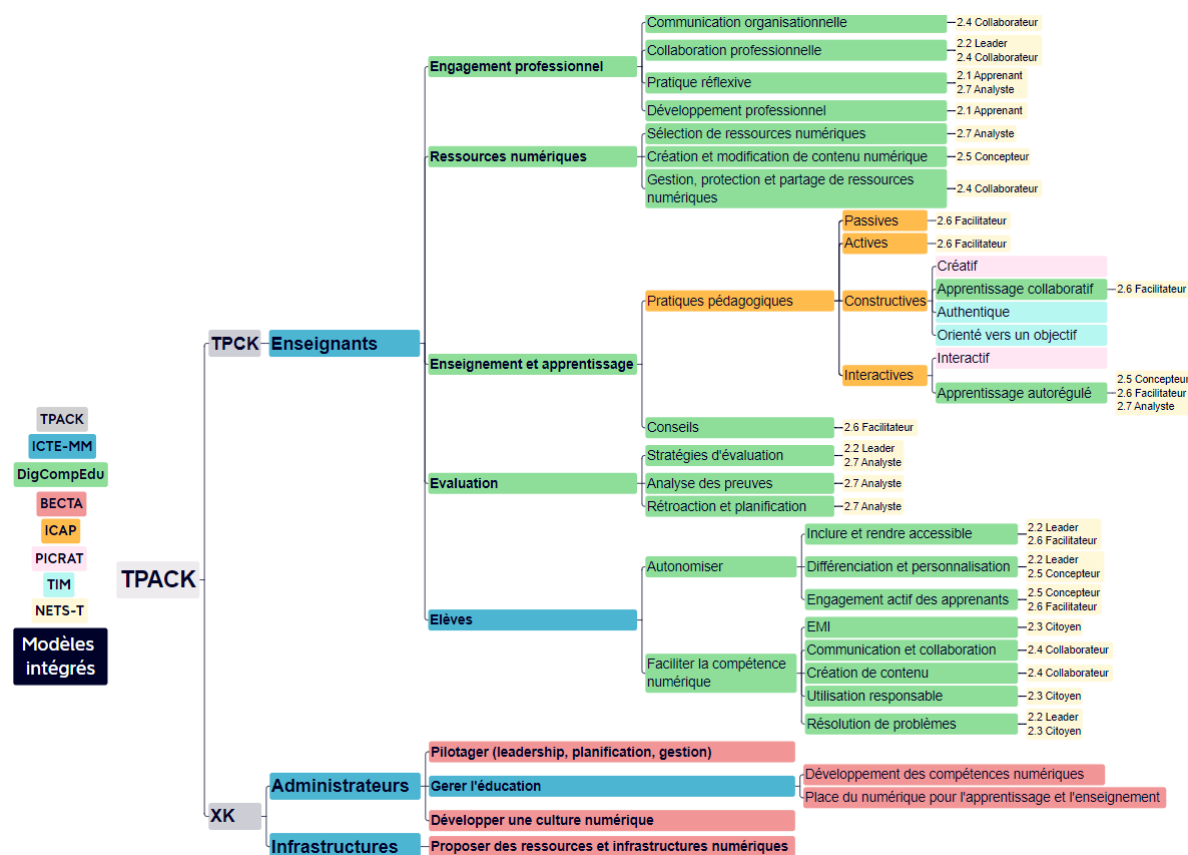 Communication organisationnelle
2.4 Collaborateur
Collaboration professionnelle
2.2 Leader
2.4 Collaborateur
Engagement professionnel
Pratique réflexive
2.1 Apprenant
2.7 Analyste
Développement professionnel
2.1 Apprenant
Sélection de ressources numériques
2.7 Analyste
Ressources numériques
Création et modification de contenu numérique
2.5 Concepteur
Gestion, protection et partage de ressources
numériques
2.4 Collaborateur
Passives
2.6 Facilitateur
Actives
2.6 Facilitateur
Créatif
Pratiques pédagogiques
Constructives
Apprentissage collaboratif
2.6 Facilitateur
Authentique
Orienté vers un objectif
TPCK
Enseignants
Enseignement et apprentissage
Interactives
Interactif
Apprentissage autorégulé
2.5 Concepteur
2.6 Facilitateur
2.7 Analyste
Conseils
2.6 Facilitateur
Stratégies d'évaluation
2.2 Leader
2.7 Analyste
Evaluation
Analyse des preuves
2.7 Analyste
Rétroaction et planification
2.7 Analyste
Inclure et rendre accessible
2.2 Leader
2.6 Facilitateur
Autonomiser
Différenciation et personnalisation
2.2 Leader
2.5 Concepteur
Engagement actif des apprenants
2.5 Concepteur
2.6 Facilitateur
Elèves
EMI
2.3 Citoyen
Communication et collaboration
2.4 Collaborateur
Faciliter la compétence
numérique
Création de contenu
2.4 Collaborateur
Utilisation responsable
2.3 Citoyen
Résolution de problèmes
2.2 Leader
2.3 Citoyen
TPACK
ICTE-MM
DigCompEdu
BECTA
ICAP
PICRAT
TIM
NETS-T
Modèles
intégrés
TPACK
XK
Administrateurs
Pilotager (leadership, planification, gestion)
Gerer l'éducation
Développement des compétences numériques
Place du numérique pour l'apprentissage et l'enseignement
Développer une culture numérique
Infrastructures
Proposer des ressources et infrastructures numériques